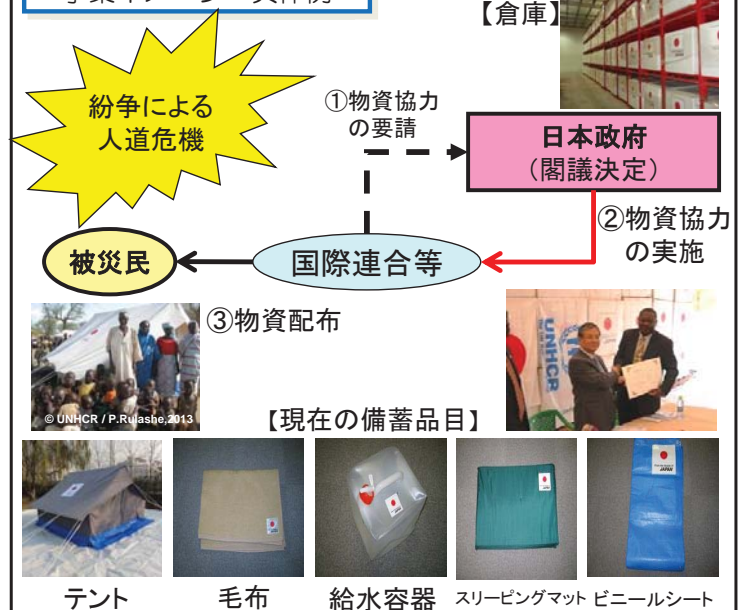 【倉庫】
紛争による
人道危機
①物資協力
の要請
日本政府
（閣議決定）
②物資協力
の実施
被災民
国際連合等
③物資配布
UNHCR
© UNHCR / P.Rulashe,2013
【現在の備蓄品目】
JAPAN
JAPAN
テント
毛布
給水容器
スリーピングマット
ビニールシート